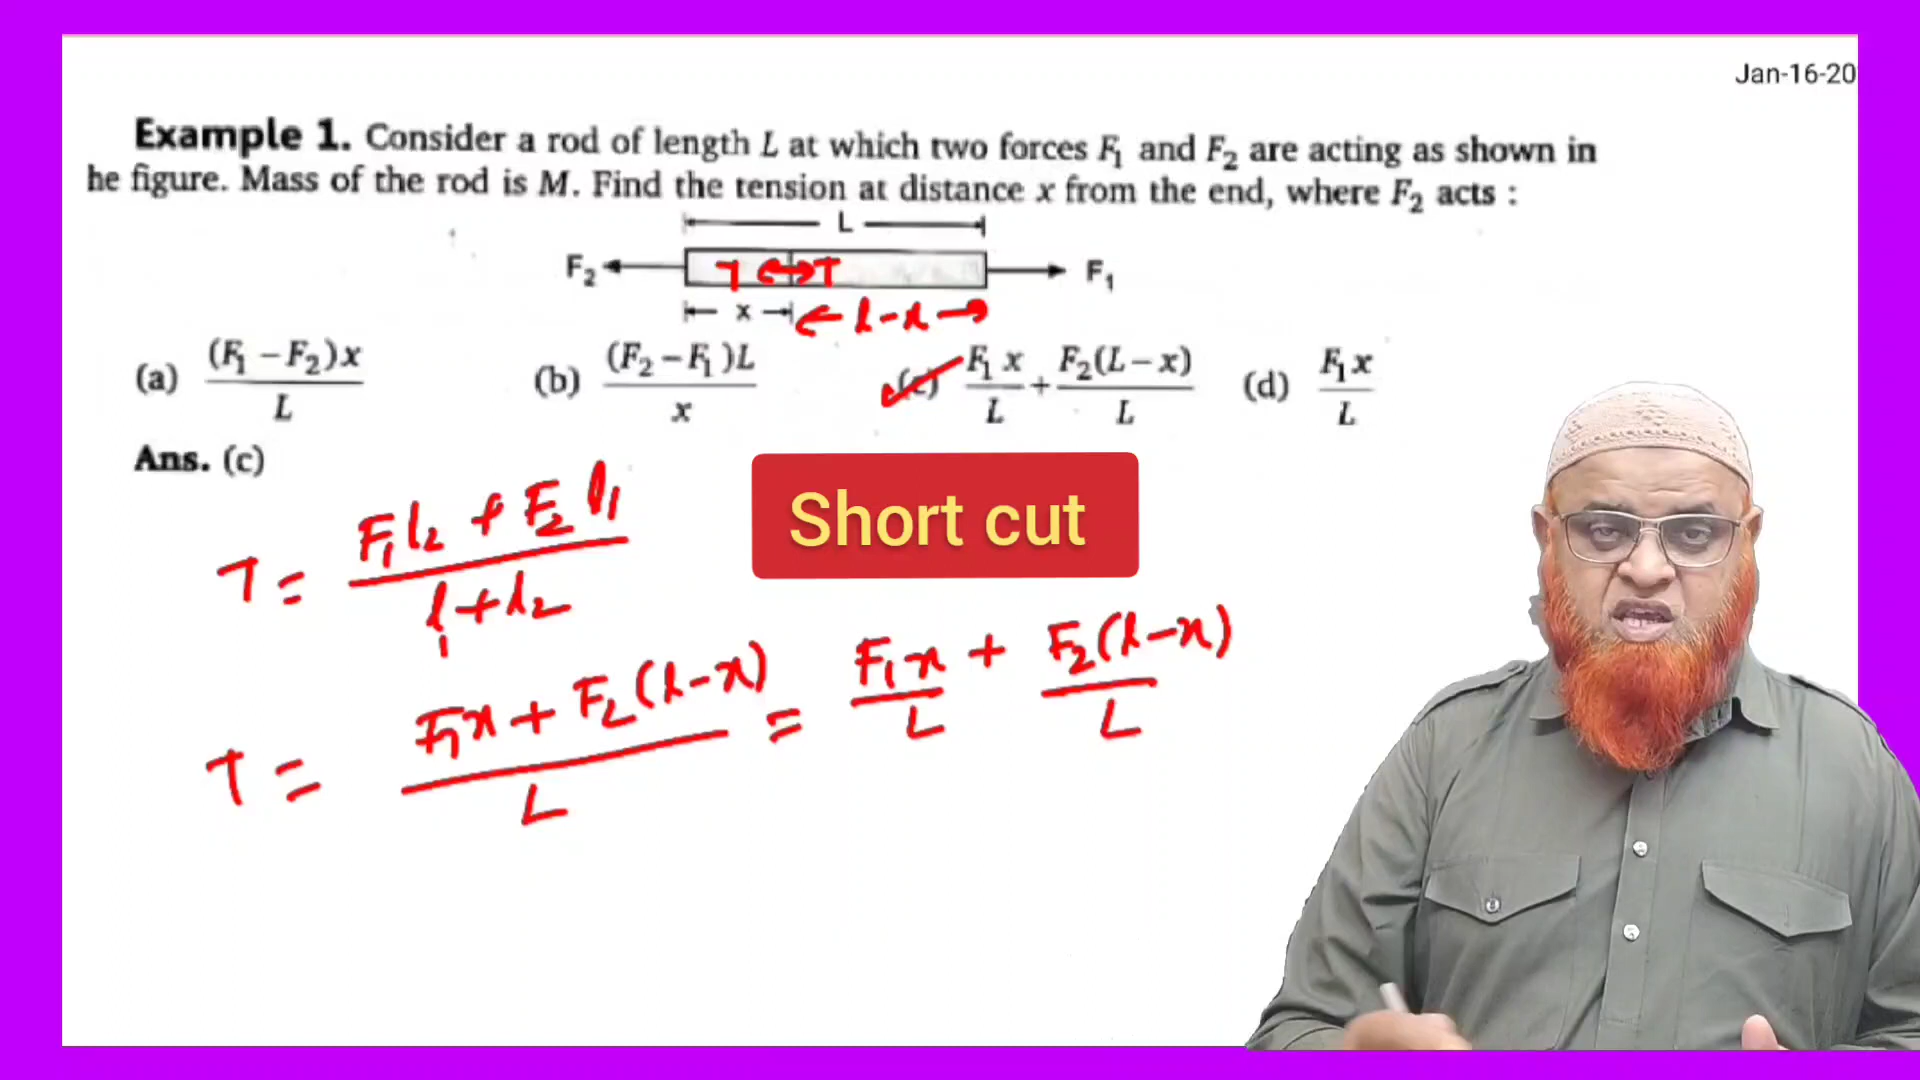 Jan-16-20
Example 1. Consider a rod of length L at which two forces F₁ and F₂ are acting as shown in
he figure. Mass of the rod is M. Find the tension at distance x from the end, where F₂ acts :
L
F₂ T T F₁
x l-x
(a) (F₁ - F₂)x / L (b) (F₂ - F₁)L / x (c) F₁ x / L + F₂(L - x) / L (d) F₁x / L
Ans. (c)
Short cut
T = F₁l₂ + F₂l₁ / l₁+l₂
T = F₁x + F₂(l-x) / L = F₁x / L + F₂(l-x) / L